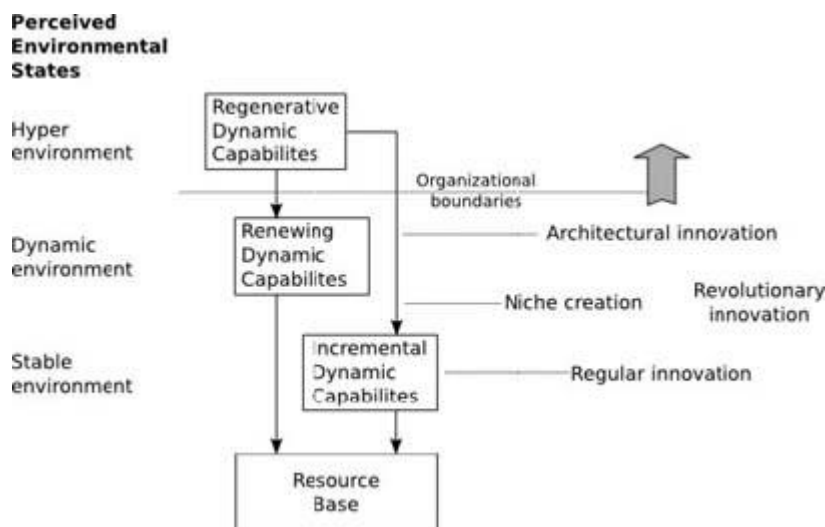 Perceived
Environmental
States
Hyper
environment
Regenerative
Dynamic
Capabilites
Organizational
boundaries
Dynamic
environment
Renewing
Dynamic
Capabilites
Architectural innovation
Niche creation
Revolutionary
innovation
Stable
environment
Incremental
Dynamic
Capabilites
Regular innovation
Resource
Base